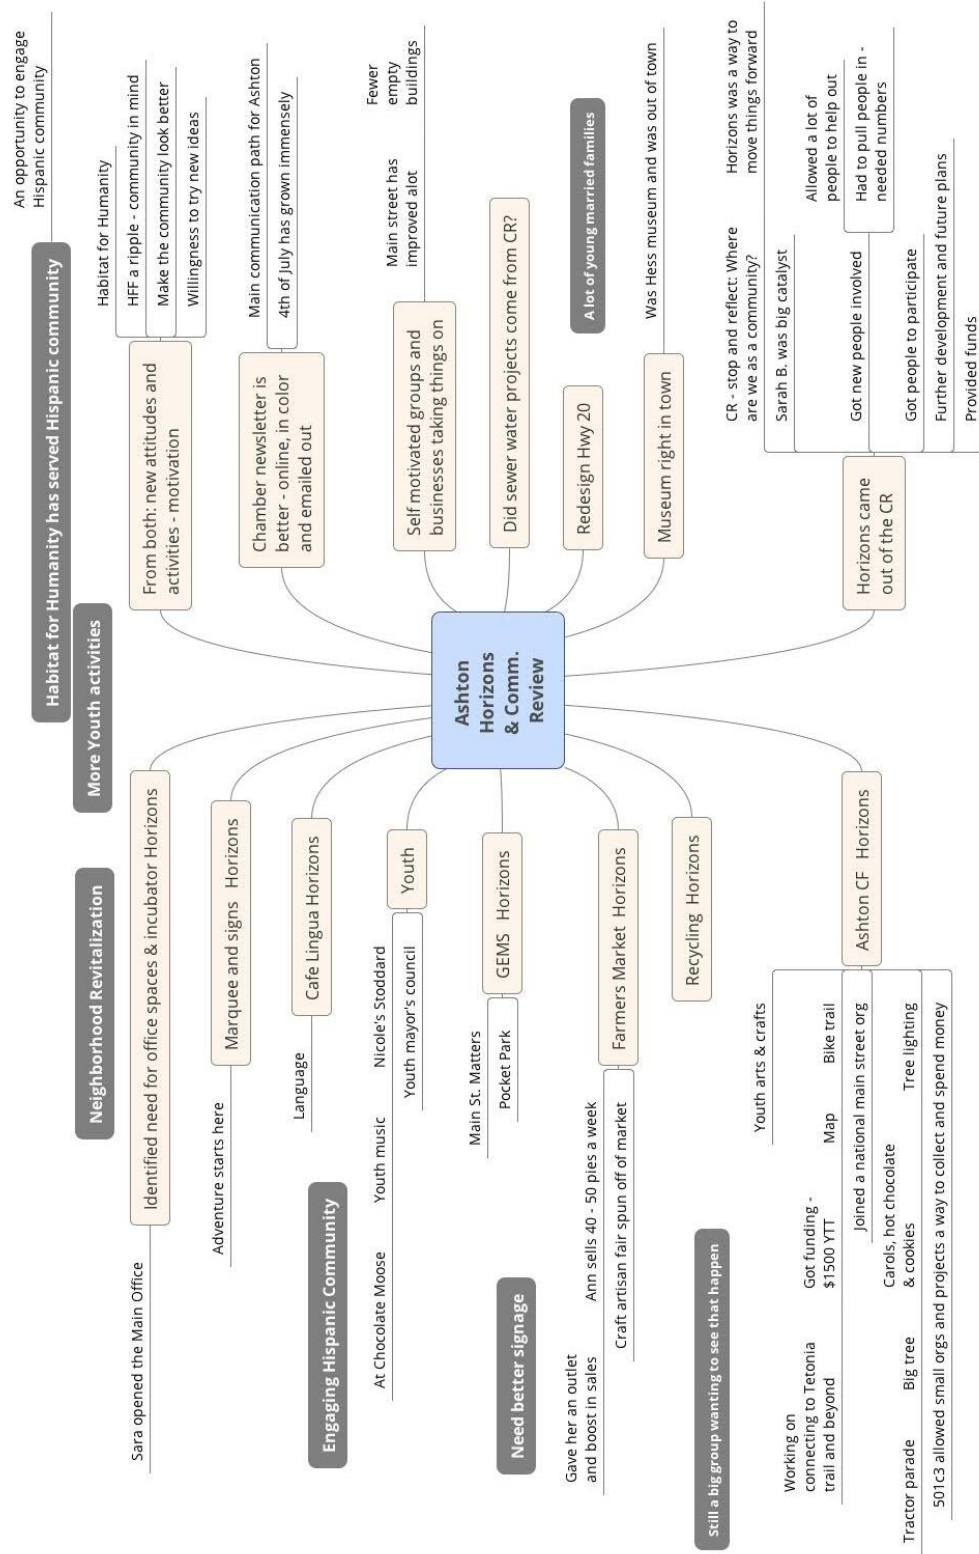 Ashton
Horizons
& Comm.
Review
Habitat for Humanity has served Hispanic community
An opportunity to engage
Hispanic community
More Youth activities
Neighborhood Revitalization
From both: new attitudes and
activities - motivation
Habitat for Humanity
HFF a ripple - community in mind
Make the community look better
Willingness to try new ideas
Chamber newsletter is
better - online, in color
and emailed out
Main communication path for Ashton
4th of July has grown immensely
Self motivated groups and
businesses taking things on
Main street has
improved alot
Fewer
empty
buildings
Did sewer water projects come from CR?
Redesign Hwy 20
A lot of young married families
Museum right in town
Was Hess museum and was out of town
Horizons came
out of the CR
CR - stop and reflect: Where
are we as a community?
Horizons was a way to
move things forward
Sarah B. was big catalyst
Got new people involved
Allowed a lot of
people to help out
Had to pull people in -
needed numbers
Got people to participate
Further development and future plans
Provided funds
Identified need for office spaces & incubator Horizons
Sara opened the Main Office
Marquee and signs Horizons
Adventure starts here
Cafe Lingua Horizons
Language
Engaging Hispanic Community
Youth
Nicole's Stoddard
Youth music
At Chocolate Moose
Youth mayor's council
GEMS Horizons
Main St. Matters
Pocket Park
Need better signage
Farmers Market Horizons
Ann sells 40 - 50 pies a week
Gave her an outlet
and boost in sales
Craft artisan fair spun off of market
Recycling Horizons
Still a big group wanting to see that happen
Ashton CF Horizons
Youth arts & crafts
Bike trail
Map
Got funding -
$1500 YTT
Working on
connecting to Tetonia
trail and beyond
Joined a national main street org
Tree lighting
Carols, hot chocolate
& cookies
Big tree
Tractor parade
501c3 allowed small orgs and projects a way to collect and spend money